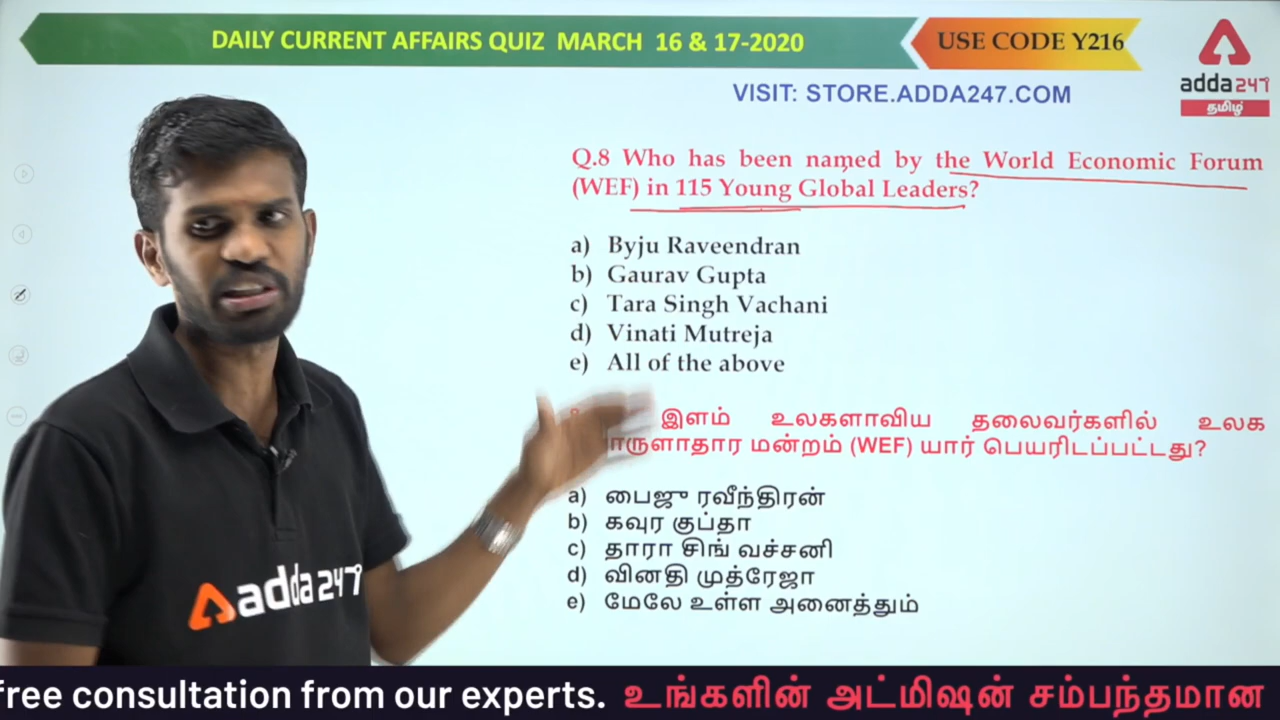 DAILY CURRENT AFFAIRS QUIZ MARCH 16 & 17-2020
USE CODE Y216
adda247
தமிழ்
VISIT: STORE.ADDA247.COM
Q.8 Who has been named by the World Economic Forum
(WEF) in 115 Young Global Leaders?
a) Byju Raveendran
b) Gaurav Gupta
c) Tara Singh Vachani
d) Vinati Mutreja
e) All of the above
இளம் உலகளாவிய தலைவர்களில் உலக
மன்றம் (WEF) யார் பெயரிடப்பட்டது?
a) பைஜு ரவீந்திரன்
b) கவுர குப்தா
c) தாரா சிங் வச்சனி
d) வினதி முத்ரேஜா
e) மேலே உள்ள அனைத்தும்
adda 247
free consultation from our experts. உங்களின் அட்மிஷன் சம்பந்தமான